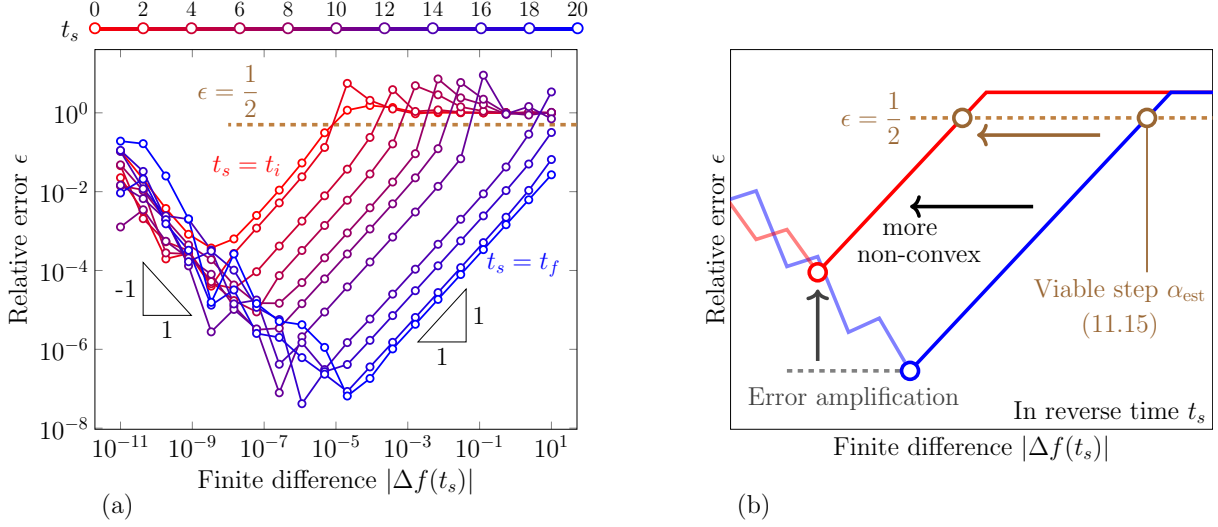 0 2 4 6 8 10 12 14 16 18 20
t_s
10^0
10^{-2}
10^{-4}
10^{-6}
10^{-8}
Relative error ϵ
ϵ = 1/2
t_s = t_i
t_s = t_f
-1
1
1
1
10^{-11} 10^{-9} 10^{-7} 10^{-5} 10^{-3} 10^{-1} 10^1
Finite difference |Δf(t_s)|
(a)
Relative error ϵ
ϵ = 1/2
more
non-convex
Viable step α_est
(11.15)
Error amplification
In reverse time t_s
Finite difference |Δf(t_s)|
(b)